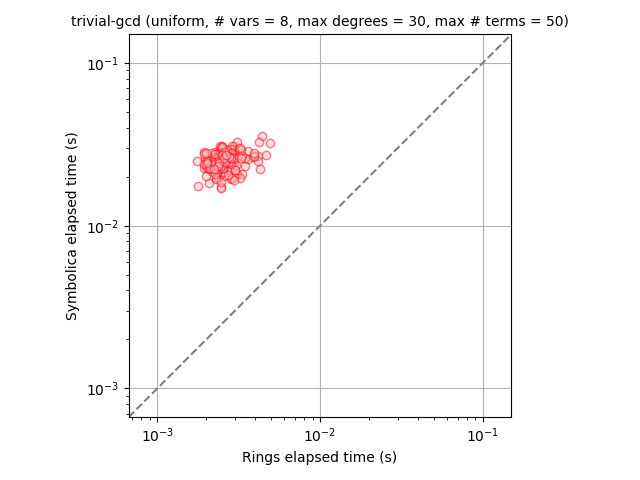 trivial-gcd (uniform, # vars = 8, max degrees = 30, max # terms = 50)
Symbolica elapsed time (s)
10⁻¹
10⁻²
10⁻³
10⁻³ 10⁻² 10⁻¹
Rings elapsed time (s)